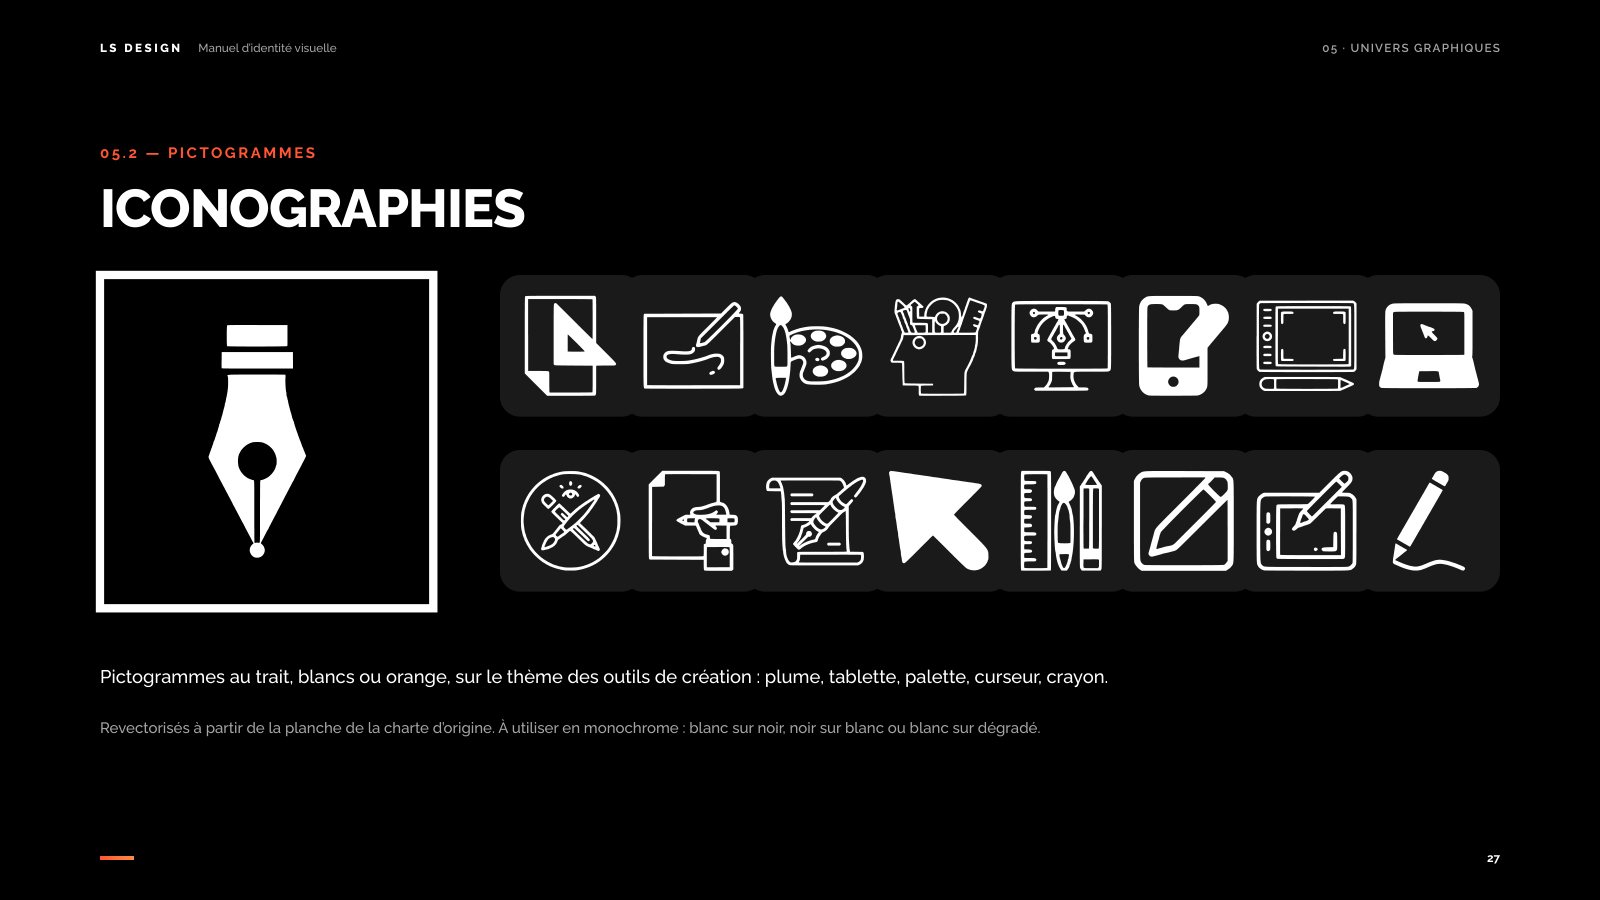 LS DESIGN Manuel d'identité visuelle
05 · UNIVERS GRAPHIQUES
05.2 — PICTOGRAMMES
ICONOGRAPHIES
Pictogrammes au trait, blancs ou orange, sur le thème des outils de création : plume, tablette, palette, curseur, crayon.
Revectorisés à partir de la planche de la charte d'origine. À utiliser en monochrome : blanc sur noir, noir sur blanc ou blanc sur dégradé.
27